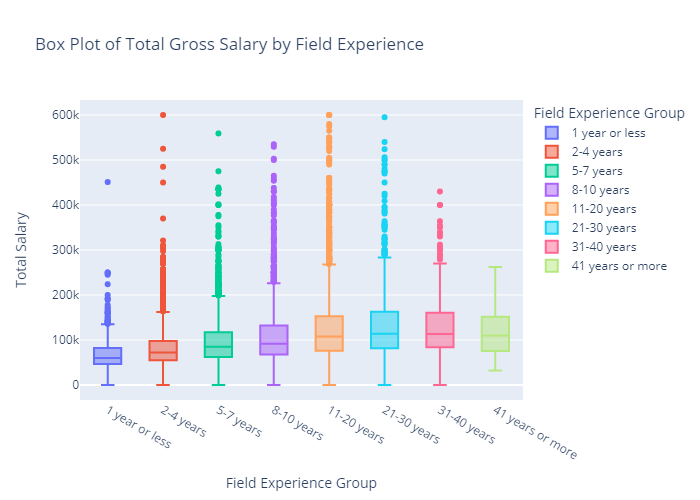 Box Plot of Total Gross Salary by Field Experience
Total Salary
600k
500k
400k
300k
200k
100k
0
1 year or less
2-4 years
5-7 years
8-10 years
11-20 years
21-30 years
31-40 years
41 years or more
Field Experience Group
Field Experience Group
1 year or less
2-4 years
5-7 years
8-10 years
11-20 years
21-30 years
31-40 years
41 years or more